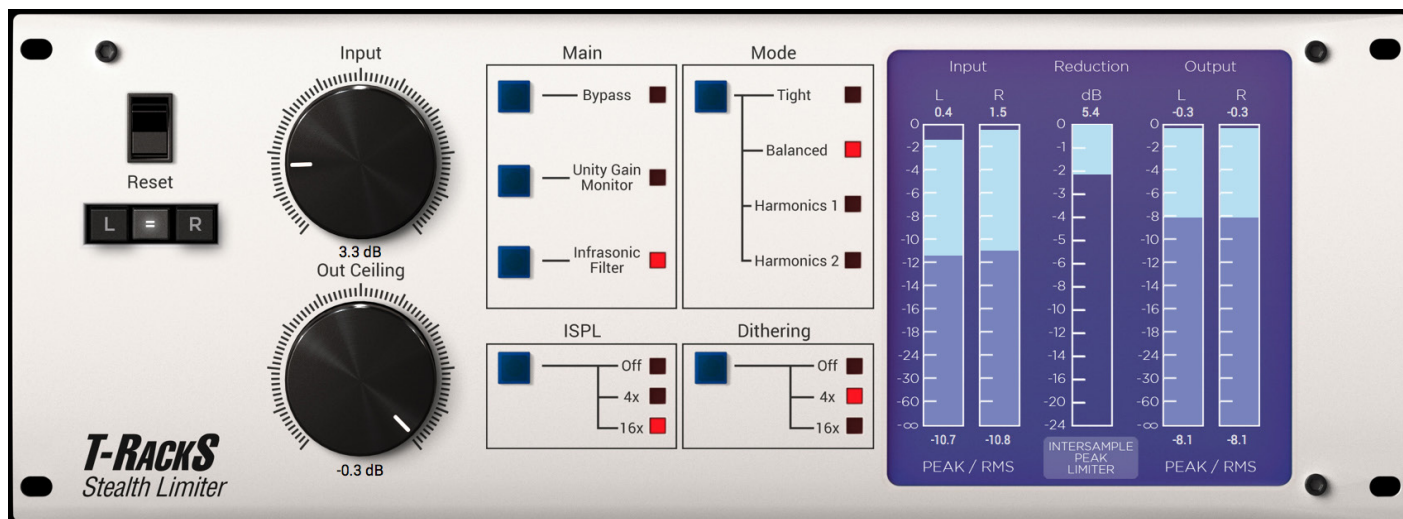 Input
Main
Mode
Input
Reduction
Output
L
R
dB
L
R
0.4
1.5
5.4
-0.3
-0.3
Bypass
Tight
Reset
Unity Gain
Monitor
Balanced
L
=
R
Harmonics 1
3.3 dB
Infrasonic
Filter
Harmonics 2
Out Ceiling
ISPL
Dithering
Off
4x
16x
Off
4x
16x
-0.3 dB
0
-1
-4
-6
-8
-10
-12
-14
-16
-18
-24
-30
-60
-∞
0
-1
-2
-3
-4
-5
-6
-8
-10
-12
-14
-16
-20
-24
0
-2
-4
-6
-8
-10
-12
-14
-16
-18
-24
-30
-60
-∞
-10.7
-10.8
-8.1
-8.1
INTERSAMPLE
PEAK
LIMITER
PEAK / RMS
PEAK / RMS
T-RackS
Stealth Limiter